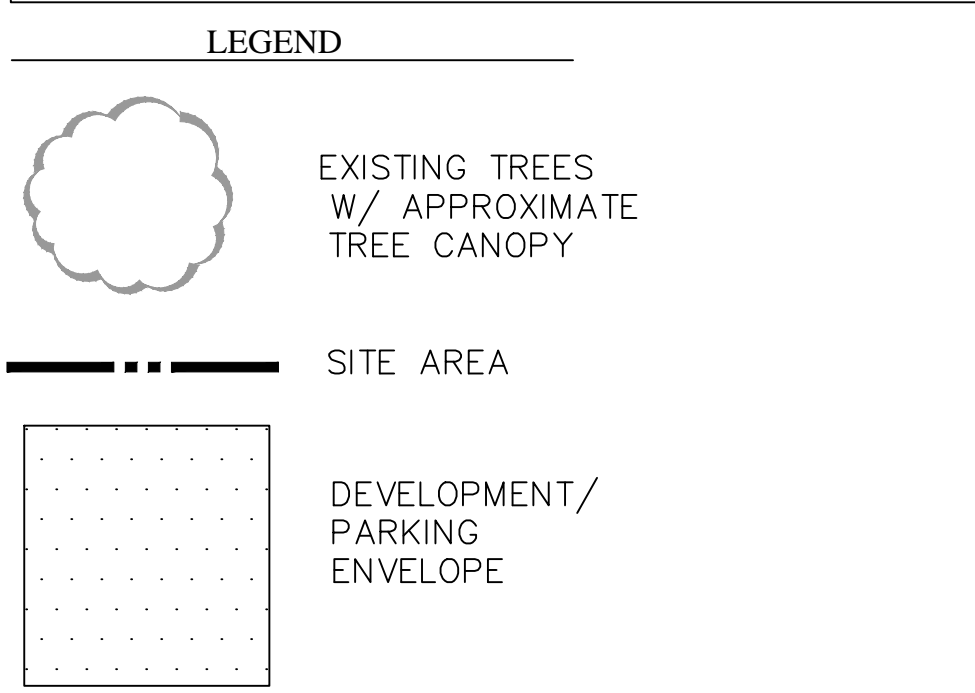 LEGEND
EXISTING TREES
W/ APPROXIMATE
TREE CANOPY
SITE AREA
DEVELOPMENT/
PARKING
ENVELOPE